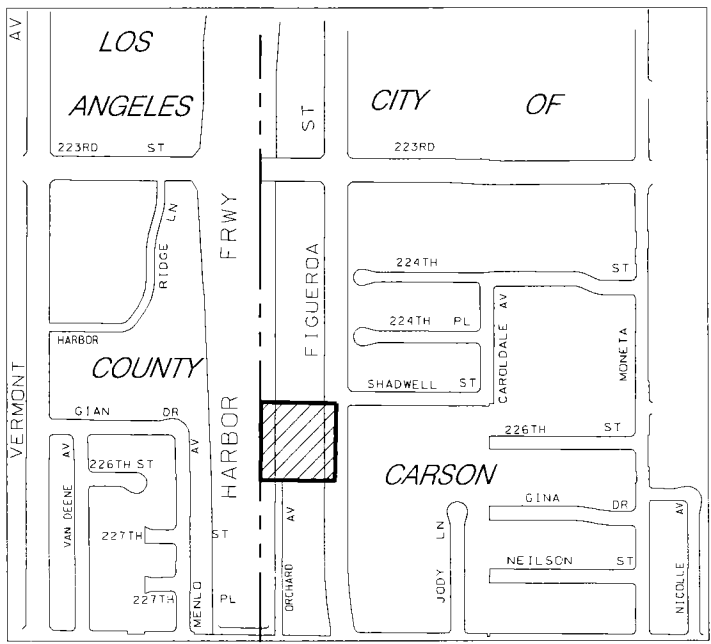 AV
LOS
ANGELES
CITY OF
ST
223RD ST
223RD
LN
RIDGE
FRWY
FIGUEROA
224TH ST
224TH PL
AV
CAROLDALE
MONETA
HARBOR
COUNTY
SHADWELL ST
VERMONT
GIAN DR
HARBOR
226TH ST
AV
AV
226TH ST
CARSON
VAN DEENE
GINA DR
AV
AV
227TH ST
LN
NEILSON ST
ORCHARD
JODY
NICOLLE
227TH PL
MENLO